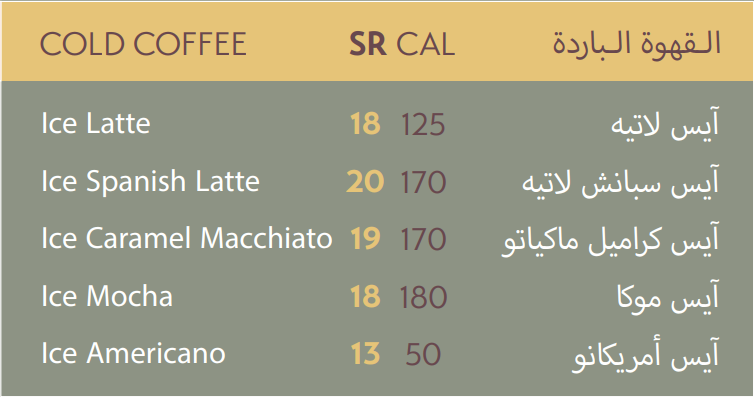 COLD COFFEE SR CAL القهوة الباردة
Ice Latte 18 125 آيس لاتيه
Ice Spanish Latte 20 170 آيس سبانش لاتيه
Ice Caramel Macchiato 19 170 آيس كراميل ماكياتو
Ice Mocha 18 180 آيس موكا
Ice Americano 13 50 آيس أمريكانو